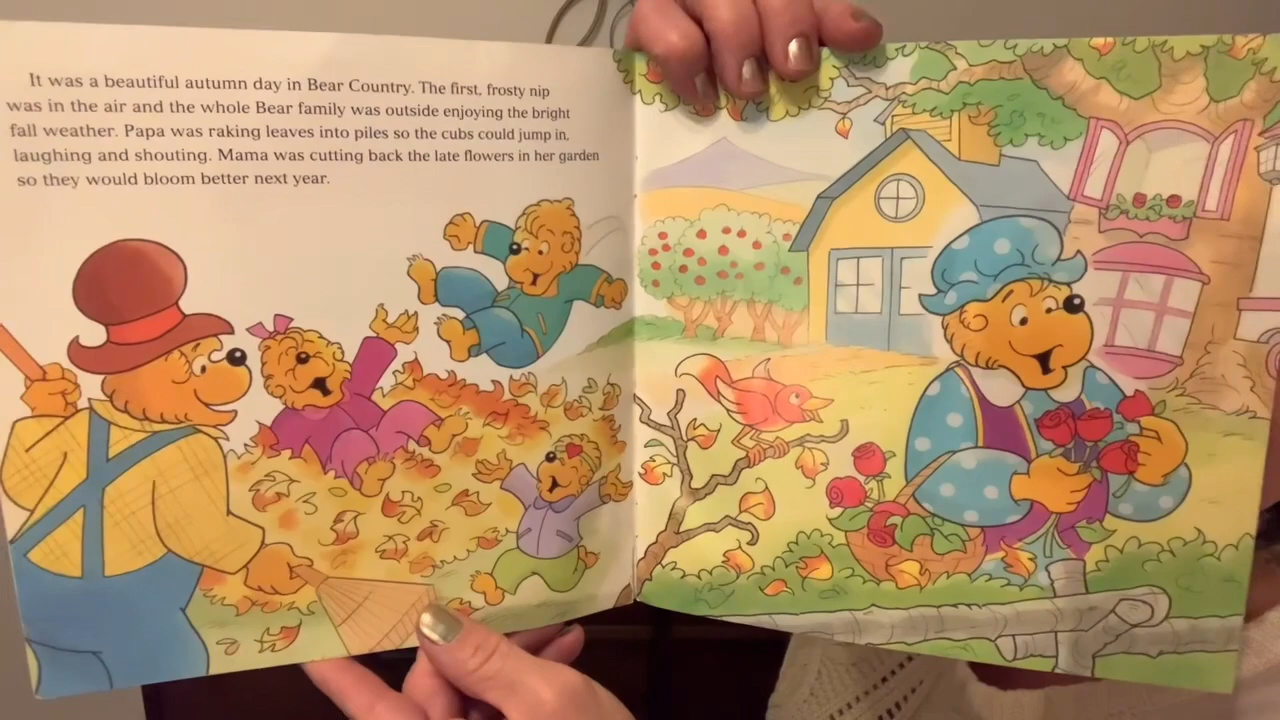 It was a beautiful autumn day in Bear Country. The first, frosty nip
was in the air and the whole Bear family was outside enjoying the bright
fall weather. Papa was raking leaves into piles so the cubs could jump in,
laughing and shouting. Mama was cutting back the late flowers in her garden
so they would bloom better next year.